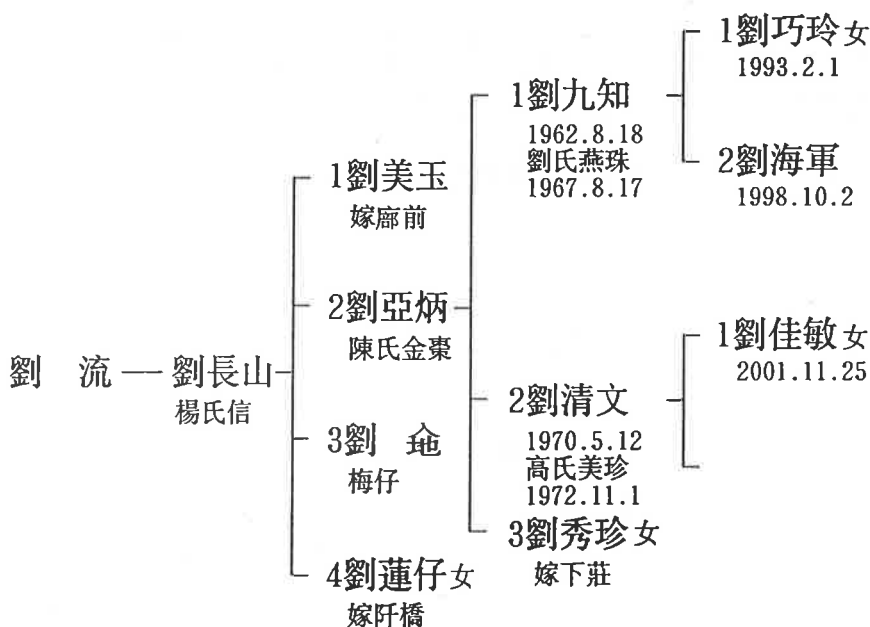 劉 流
劉長山
楊氏信
1劉美玉
嫁廍前
2劉亞炳
陳氏金棗
3劉
梅仔
4劉蓮仔女
嫁阡橋
1劉九知
1962.8.18
劉氏燕珠
1967.8.17
2劉清文
1970.5.12
高氏美珍
1972.11.1
3劉秀珍女
嫁下莊
1劉巧玲女
1993.2.1
2劉海軍
1998.10.2
1劉佳敏女
2001.11.25